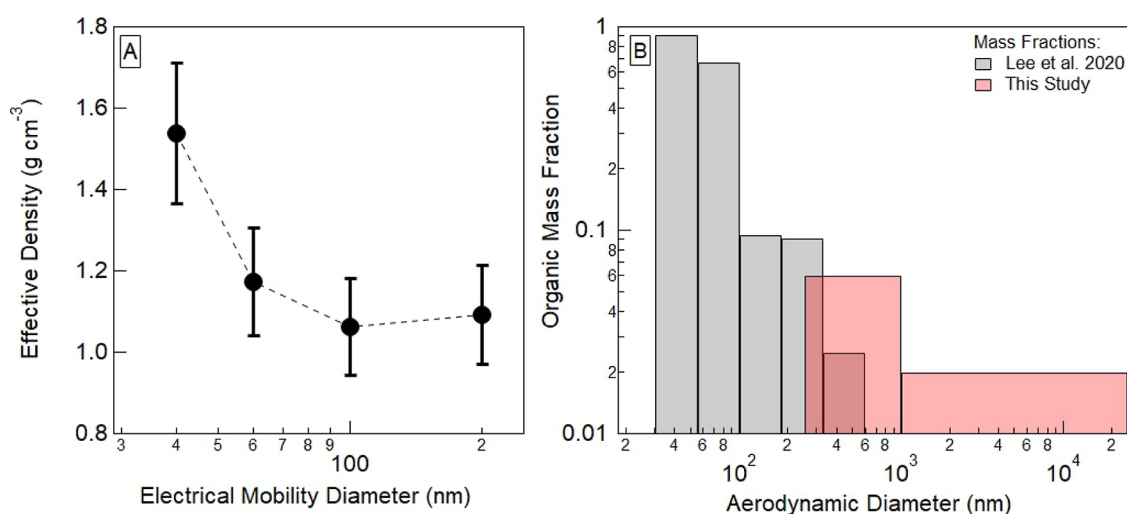 A
1.8
1.6
1.4
1.2
1.0
0.8
Effective Density (g cm⁻³)
3 4 5 6 7 8 9 100 2
Electrical Mobility Diameter (nm)
B
Mass Fractions:
Lee et al. 2020
This Study
1
8
6
4
2
0.1
8
6
4
2
0.01
Organic Mass Fraction
2 4 6 8 10² 2 4 6 8 10³ 2 4 6 8 10⁴ 2
Aerodynamic Diameter (nm)